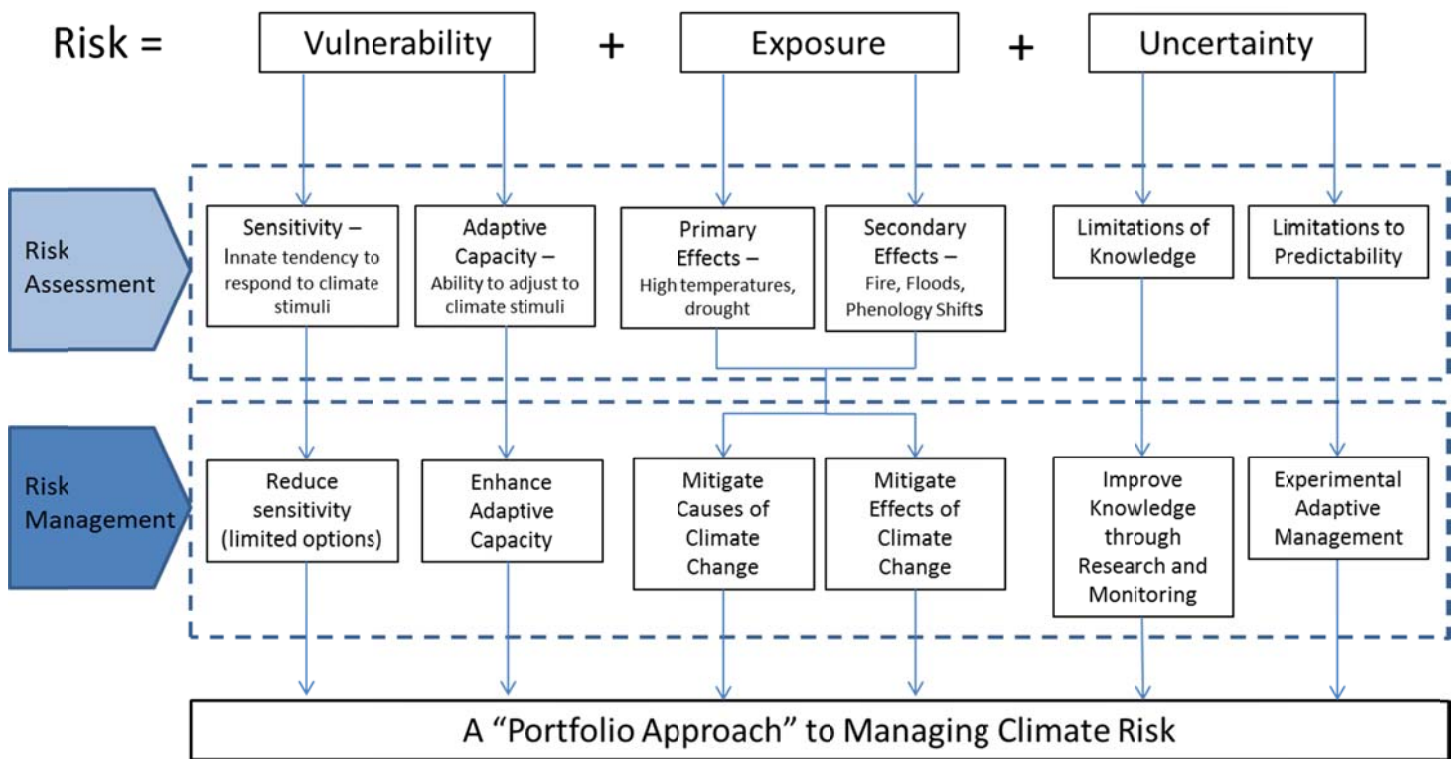 Risk = Vulnerability + Exposure + Uncertainty
Risk
Assessment
Sensitivity –
Innate tendency to
respond to climate
stimuli
Adaptive
Capacity –
Ability to adjust to
climate stimuli
Primary
Effects –
High temperatures,
drought
Secondary
Effects –
Fire, Floods,
Phenology Shifts
Limitations of
Knowledge
Limitations to
Predictability
Risk
Management
Reduce
sensitivity
(limited options)
Enhance
Adaptive
Capacity
Mitigate
Causes of
Climate
Change
Mitigate
Effects of
Climate
Change
Improve
Knowledge
through
Research and
Monitoring
Experimental
Adaptive
Management
A “Portfolio Approach” to Managing Climate Risk